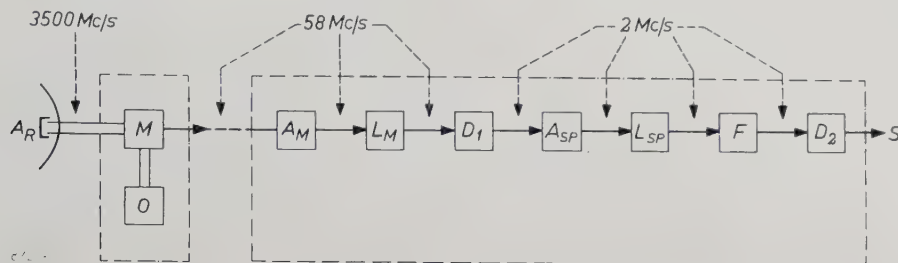 3500 Mc/s
58 Mc/s
2 Mc/s
A_R
M
A_M
L_M
D_1
A_SP
L_SP
F
D_2
S
O